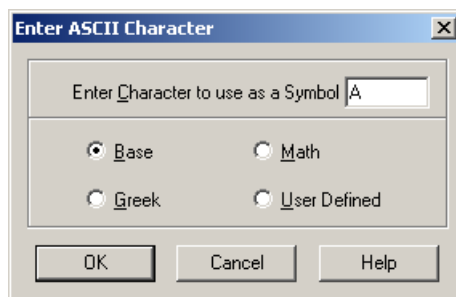 Enter ASCII Character
Enter Character to use as a Symbol A
Base Math
Greek User Defined
OK Cancel Help